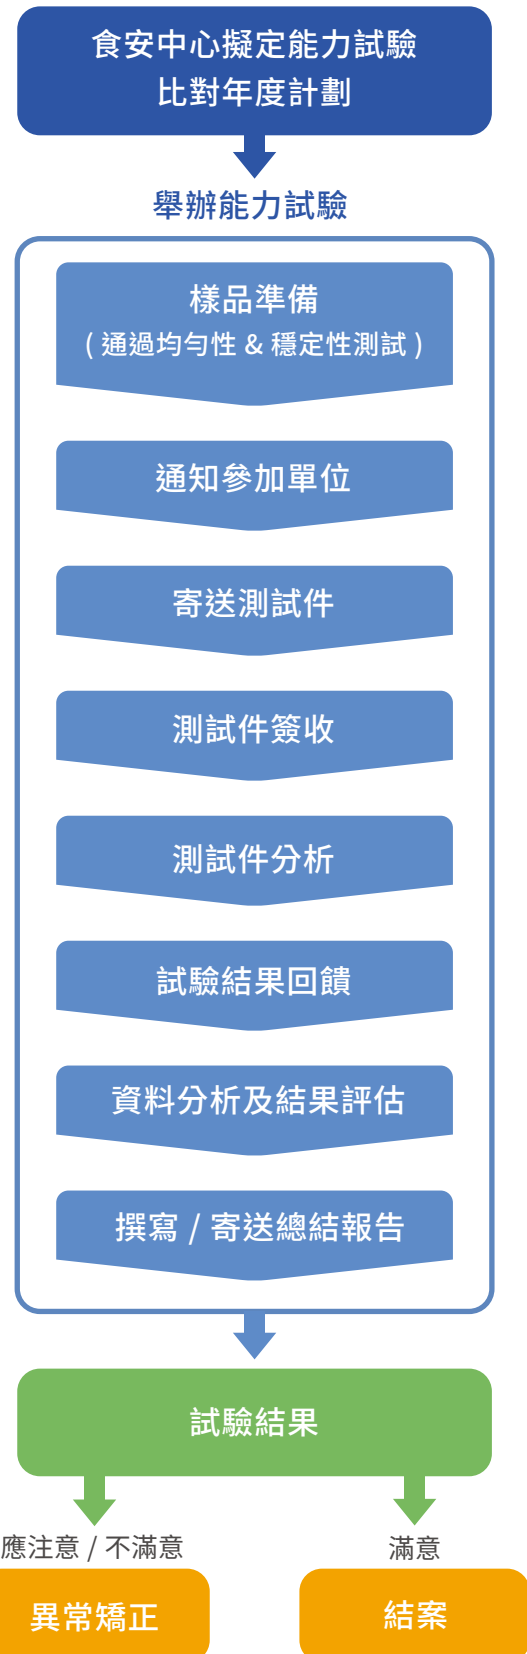 食安中心擬定能力試驗
比對年度計劃
舉辦能力試驗
樣品準備
( 通過均勻性 & 穩定性測試 )
通知參加單位
寄送測試件
測試件簽收
測試件分析
試驗結果回饋
資料分析及結果評估
撰寫 / 寄送總結報告
試驗結果
應注意 / 不滿意
滿意
異常矯正
結案